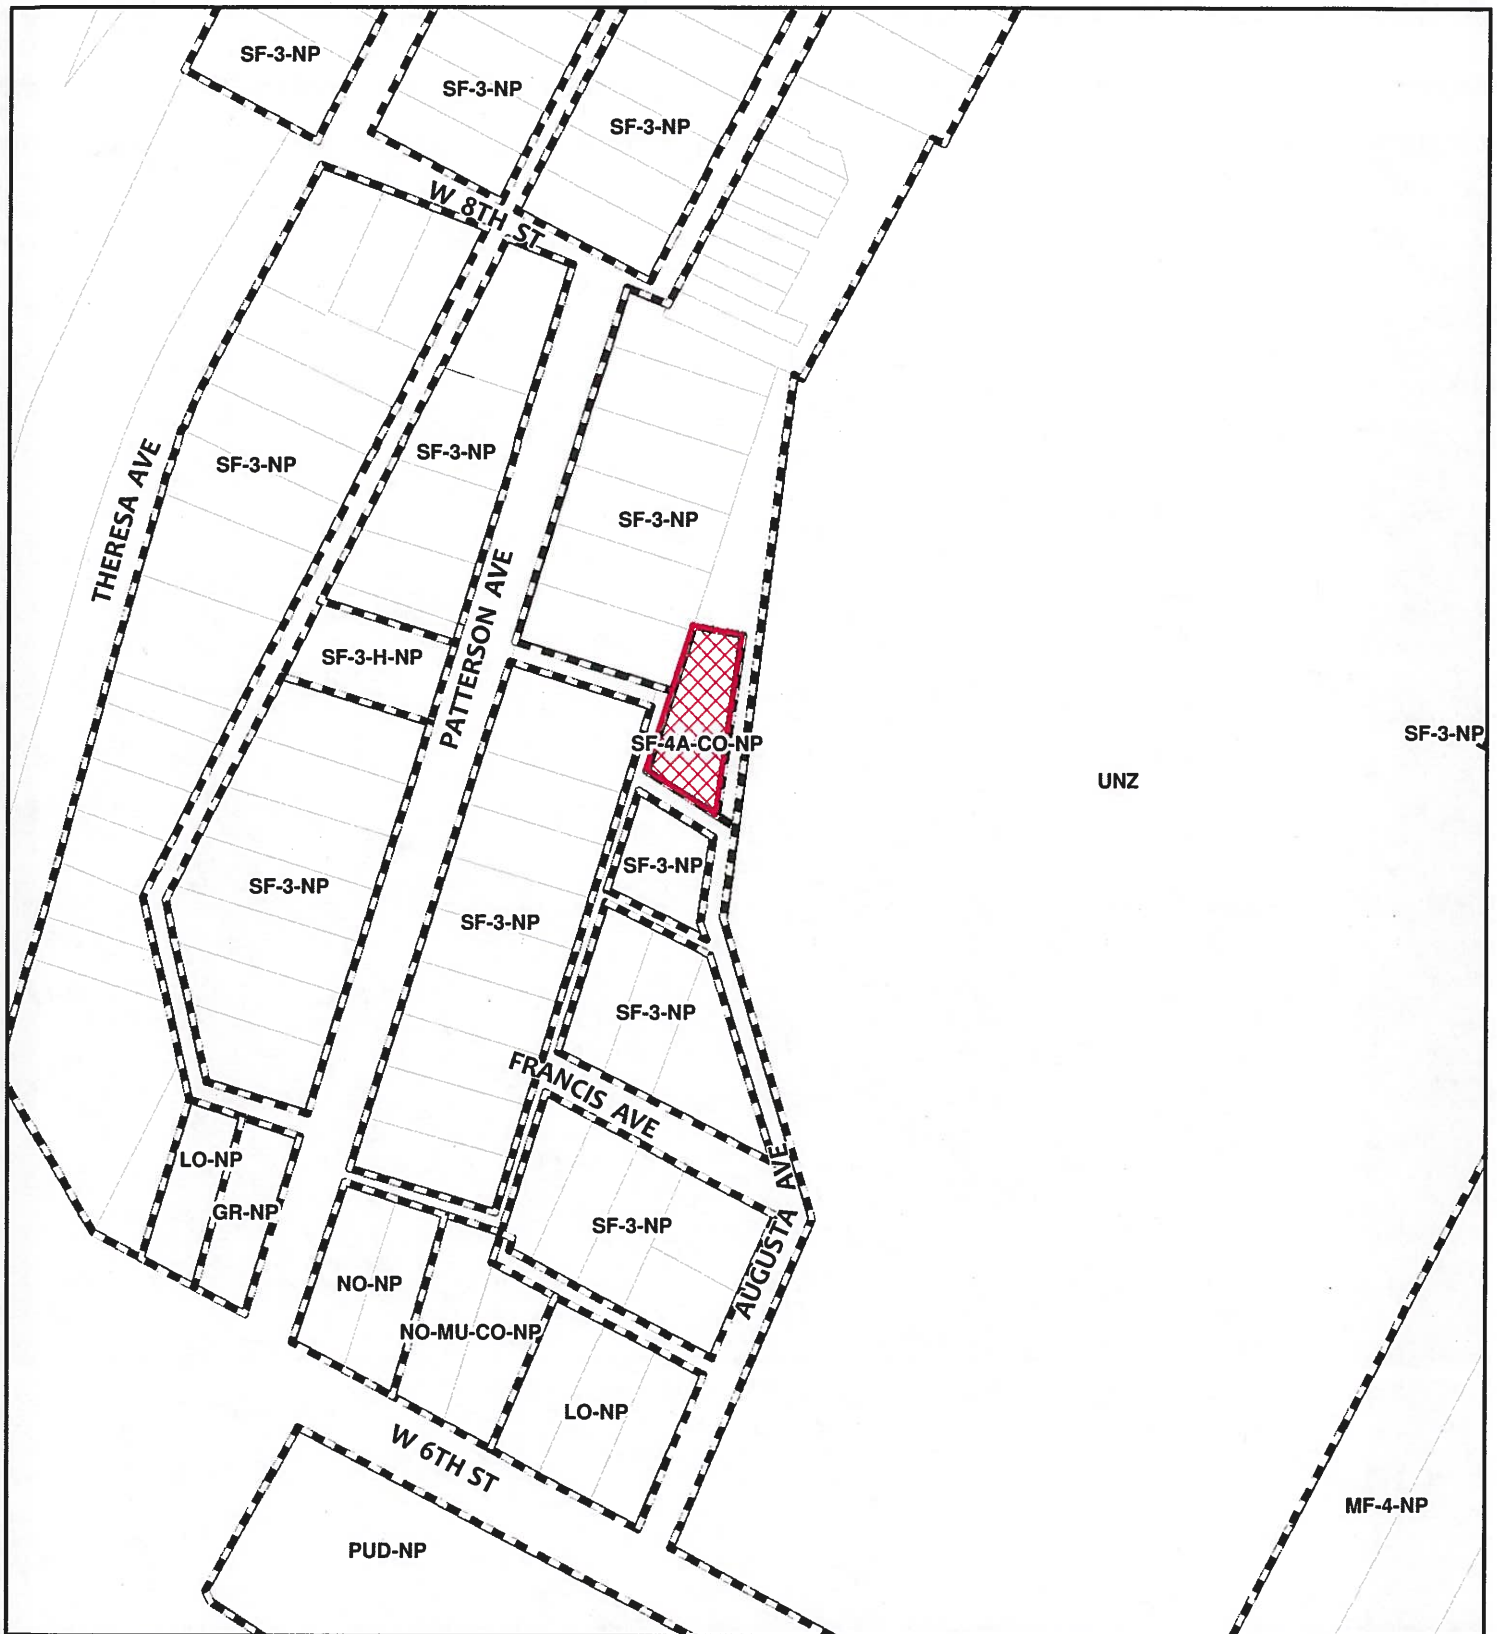 SF-3-NP
SF-3-NP
SF-3-NP
W 8TH ST
SF-3-NP
SF-3-NP
THERESA AVE
SF-3-NP
PATTERSON AVE
SF-3-H-NP
SF-4A-CO-NP
SF-3-NP
UNZ
SF-3-NP
SF-3-NP
SF-3-NP
SF-3-NP
FRANCIS AVE
LO-NP
GR-NP
SF-3-NP
AUGUSTA AVE
NO-NP
NO-MU-CO-NP
LO-NP
W 6TH ST
MF-4-NP
PUD-NP